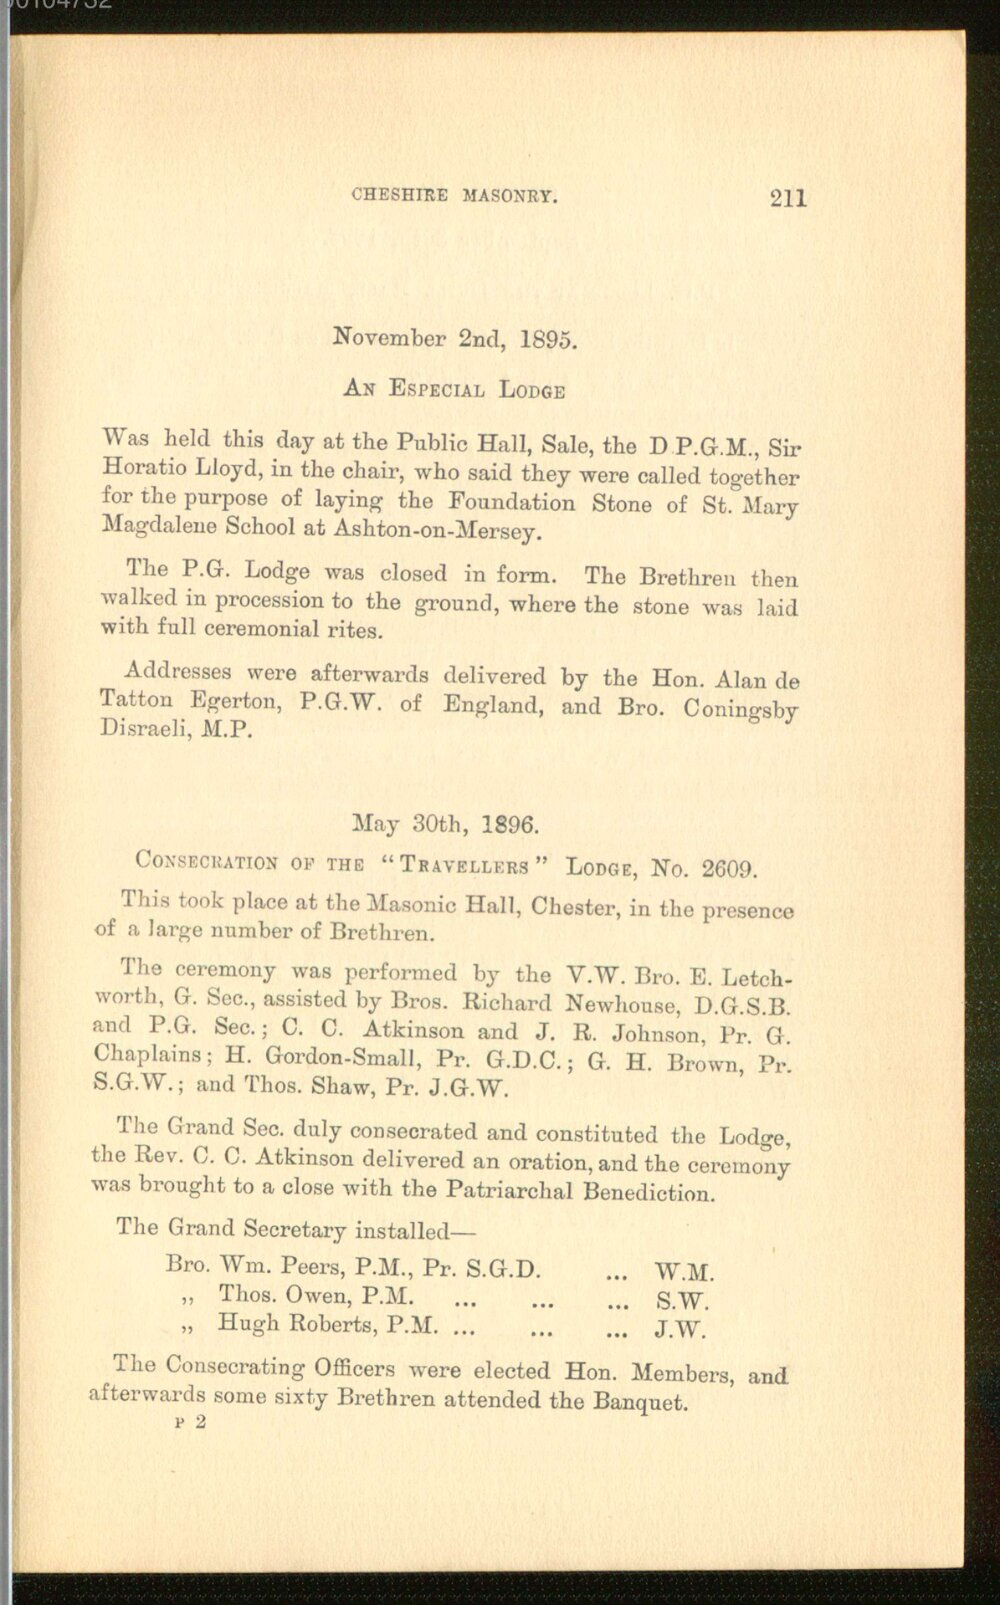 CHESHIRE MASONRY. 211
November 2nd, 1895.
AN ESPECIAL LODGE
Was held this day at the Public Hall, Sale, the D.P.G.M., Sir
Horatio Lloyd, in the chair, who said they were called together
for the purpose of laying the Foundation Stone of St. Mary
Magdalene School at Ashton-on-Mersey.
The P.G. Lodge was closed in form. The Brethren then
walked in procession to the ground, where the stone was laid
with full ceremonial rites.
Addresses were afterwards delivered by the Hon. Alan de
Tatton Egerton, P.G.W. of England, and Bro. Coningsby
Disraeli, M.P.
May 30th, 1896.
CONSECRATION OF THE “TRAVELLERS” LODGE, No. 2609.
This took place at the Masonic Hall, Chester, in the presence
of a large number of Brethren.
The ceremony was performed by the V.W. Bro. E. Letch-
worth, G. Sec., assisted by Bros. Richard Newhouse, D.G.S.B.
and P.G. Sec.; C. C. Atkinson and J. R. Johnson, Pr. G.
Chaplains; H. Gordon-Small, Pr. G.D.C.; G. H. Brown, Pr.
S.G.W.; and Thos. Shaw, Pr. J.G.W.
The Grand Sec. duly consecrated and constituted the Lodge,
the Rev. C. C. Atkinson delivered an oration, and the ceremony
was brought to a close with the Patriarchal Benediction.
The Grand Secretary installed—
Bro. Wm. Peers, P.M., Pr. S.G.D. ... W.M.
„ Thos. Owen, P.M. ... ... ... S.W.
„ Hugh Roberts, P.M. ... ... ... J.W.
The Consecrating Officers were elected Hon. Members, and
afterwards some sixty Brethren attended the Banquet.
P 2